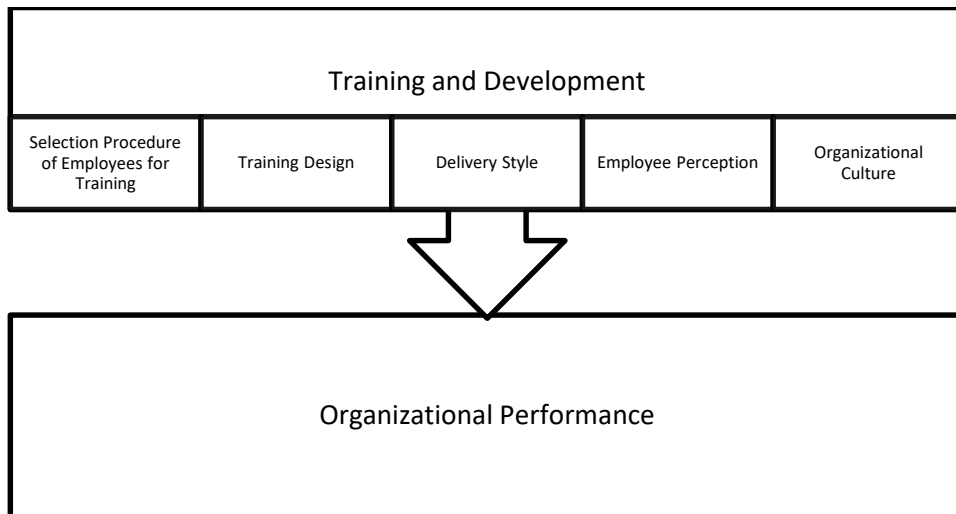 Training and Development
Selection Procedure
of Employees for
Training
Training Design
Delivery Style
Employee Perception
Organizational
Culture
Organizational Performance